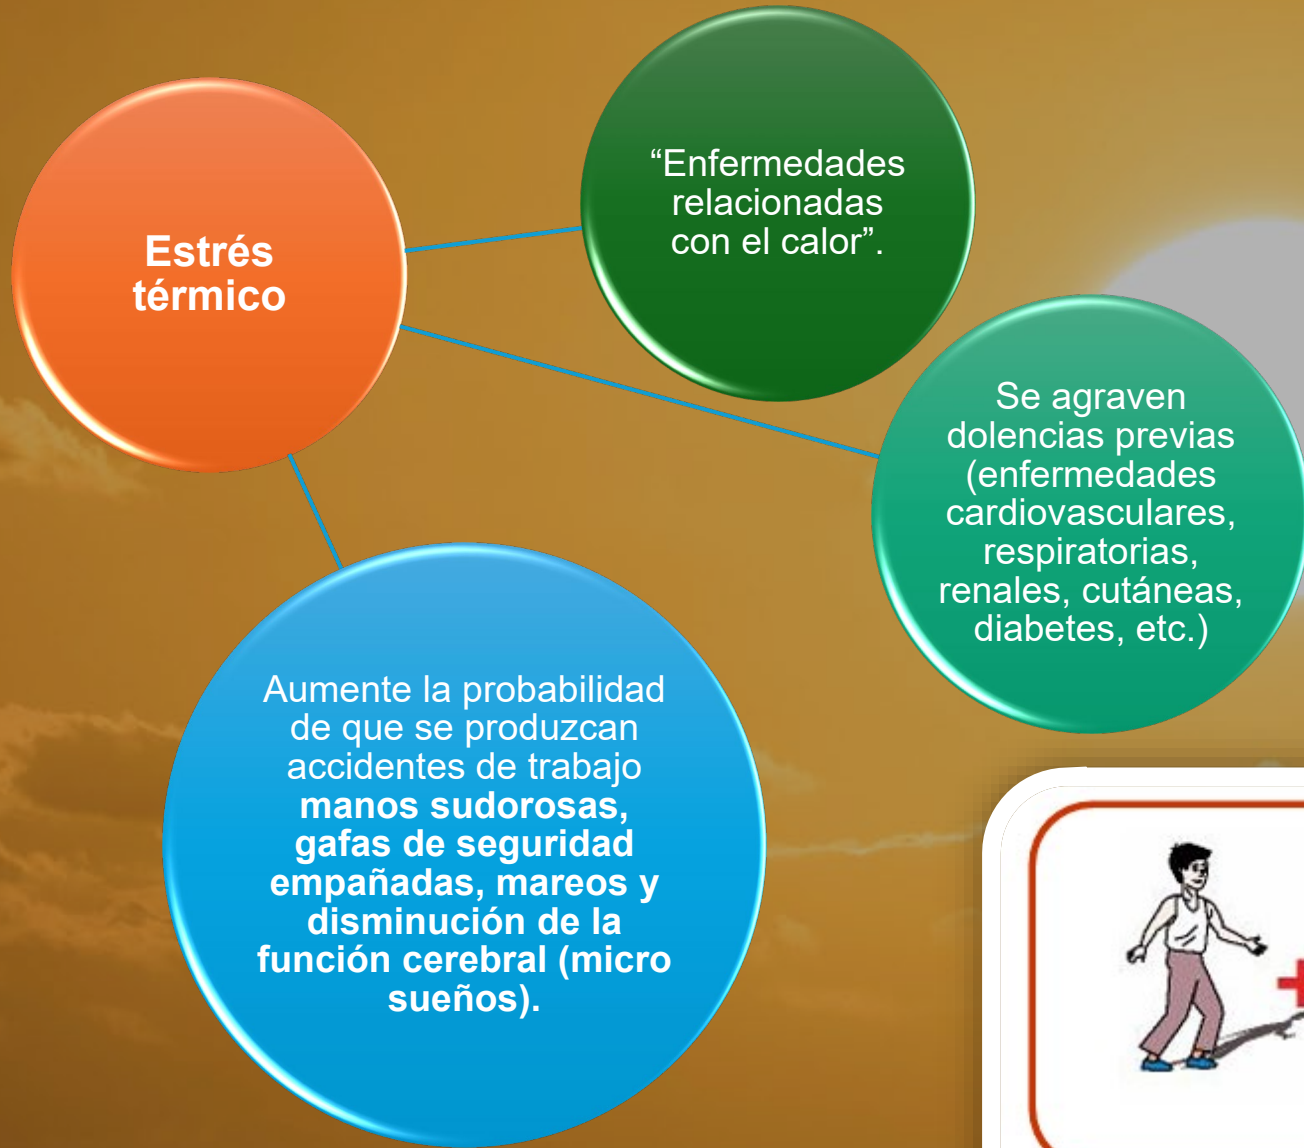 Estrés
térmico
“Enfermedades
relacionadas
con el calor”.
Se agraven
dolencias previas
(enfermedades
cardiovasculares,
respiratorias,
renales, cutáneas,
diabetes, etc.)
Aumente la probabilidad
de que se produzcan
accidentes de trabajo
manos sudorosas,
gafas de seguridad
empañadas, mareos y
disminución de la
función cerebral (micro
sueños).